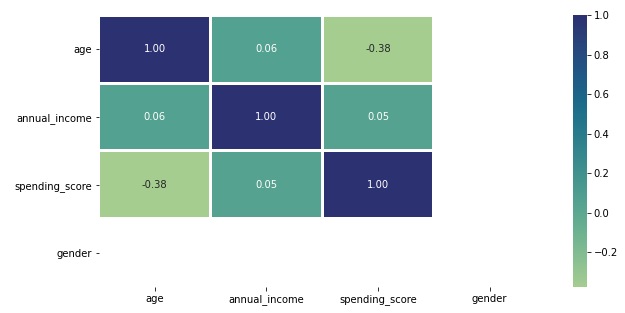 age 1.00 0.06 -0.38
annual_income 0.06 1.00 0.05
spending_score -0.38 0.05 1.00
gender
age annual_income spending_score gender
1.0
0.8
0.6
0.4
0.2
0.0
−0.2